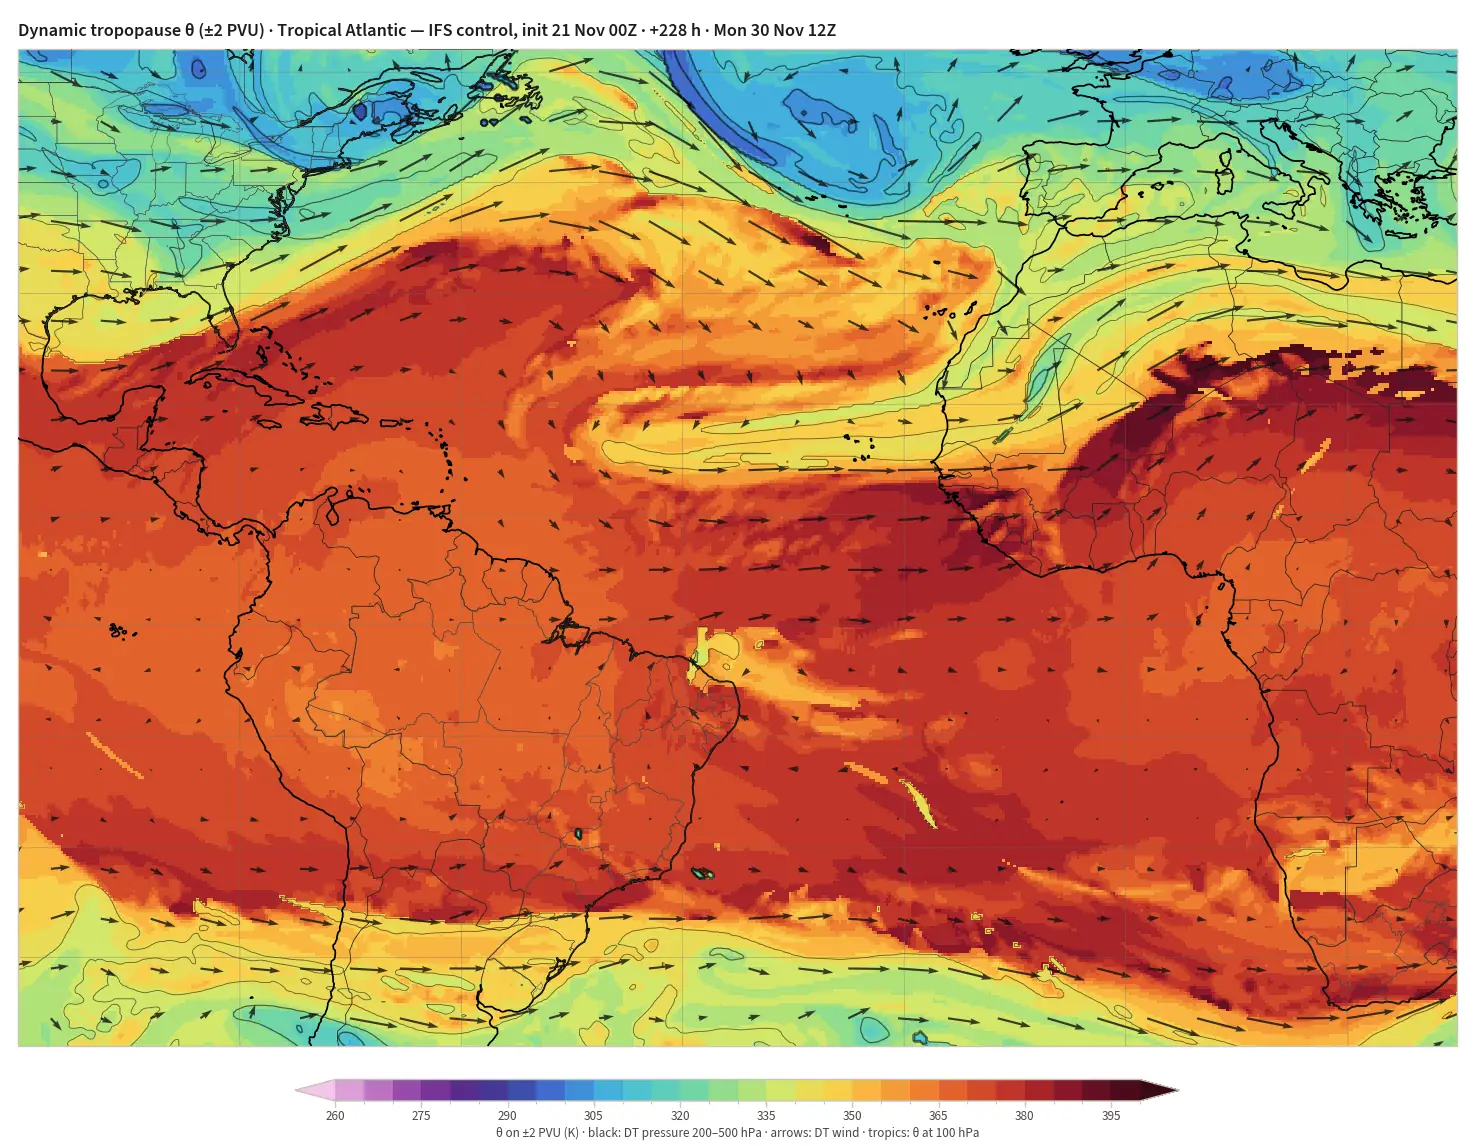 Dynamic tropopause θ (±2 PVU) · Tropical Atlantic — IFS control, init 21 Nov 00Z · +228 h · Mon 30 Nov 12Z
260 275 290 305 320 335 350 365 380 395
θ on ±2 PVU (K) · black: DT pressure 200–500 hPa · arrows: DT wind · tropics: θ at 100 hPa